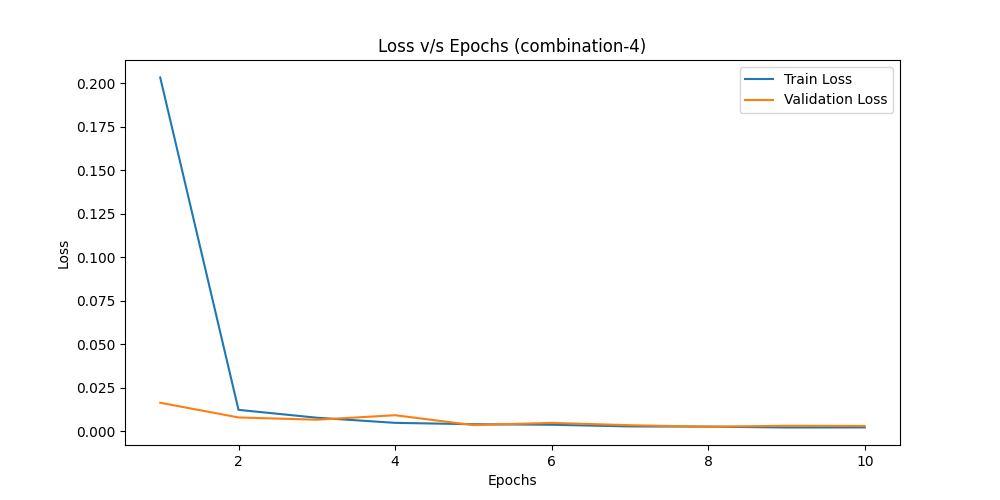 Loss v/s Epochs (combination-4)
Train Loss
Validation Loss
0.200
0.175
0.150
0.125
0.100
0.075
0.050
0.025
0.000
Loss
2 4 6 8 10
Epochs